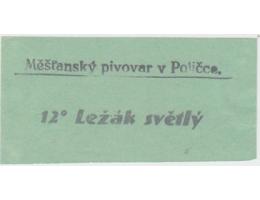 Měšťanský pivovar v Poličce.
12° Ležák světlý